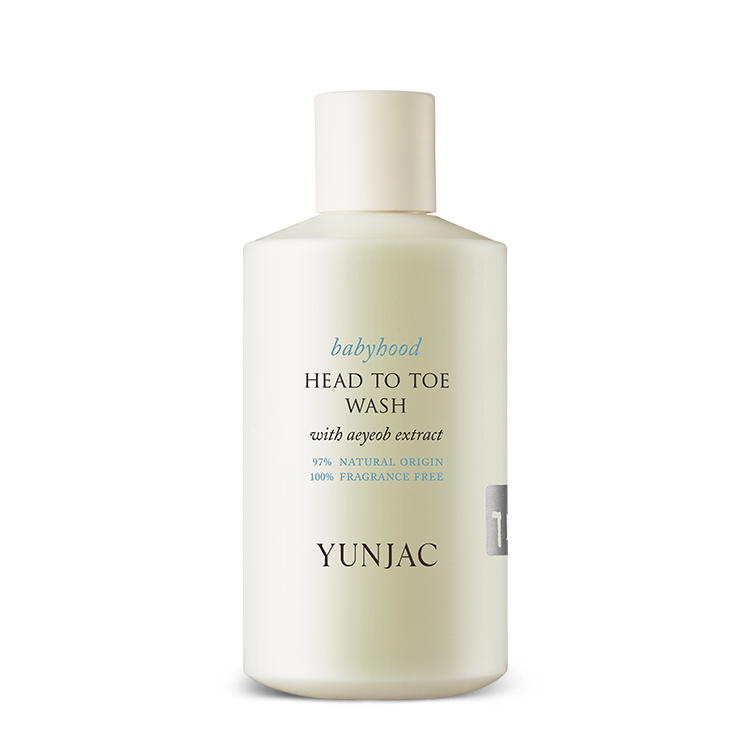 babyhood
HEAD TO TOE
WASH
with aeyeob extract
97% NATURAL ORIGIN
100% FRAGRANCE FREE
YUNJAC